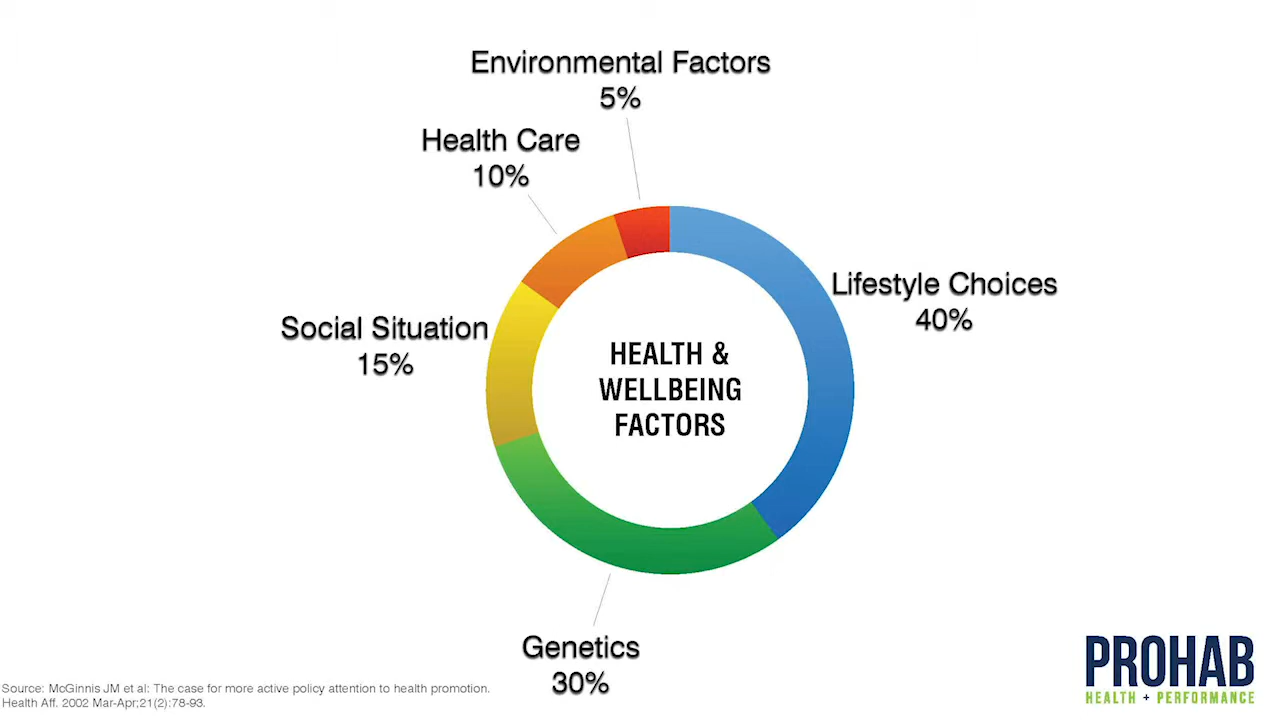 Environmental Factors
5%
Health Care
10%
Lifestyle Choices
40%
Social Situation
15%
HEALTH &
WELLBEING
FACTORS
Genetics
30%
Source: McGinnis JM et al: The case for more active policy attention to health promotion.
Health Aff. 2002 Mar-Apr;21(2):78-93.
PROHAB
HEALTH + PERFORMANCE